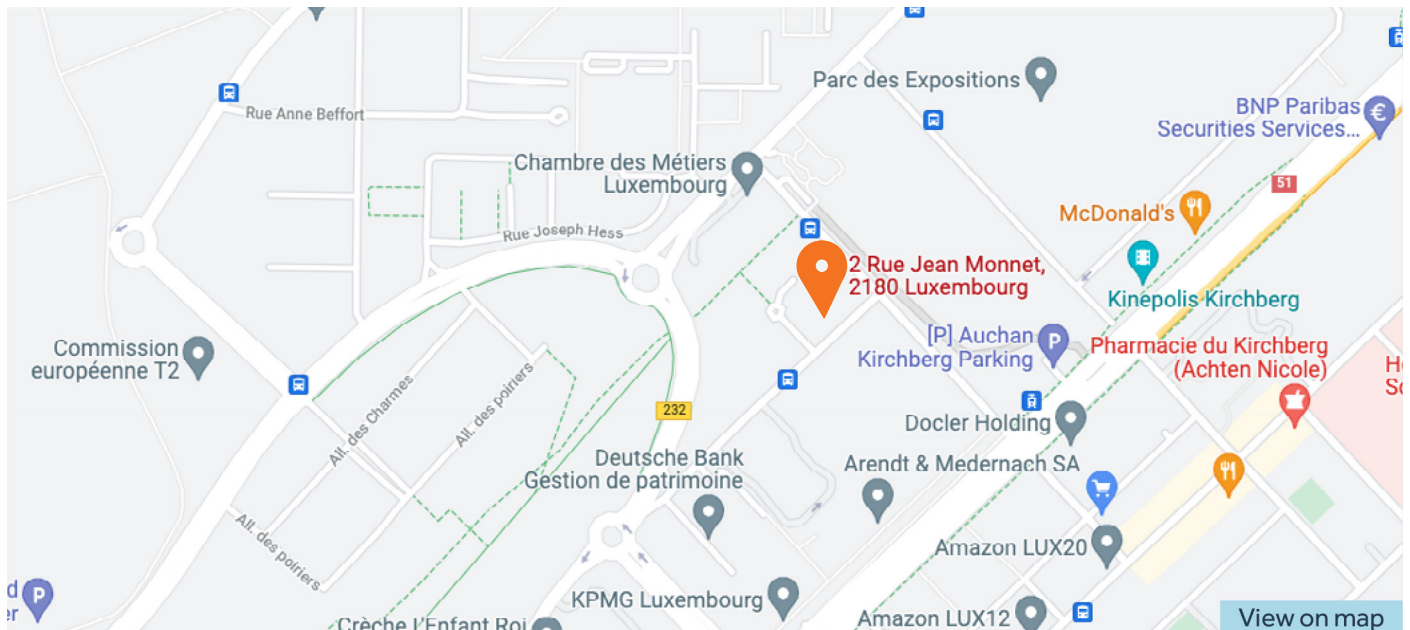 Parc des Expositions
BNP Paribas
Securities Services...
€
Rue Anne Beffort
Chambre des Métiers
Luxembourg
51
McDonald's
Rue Joseph Hess
2 Rue Jean Monnet,
2180 Luxembourg
Kinepolis Kirchberg
[P] Auchan
Kirchberg Parking
P
Pharmacie du Kirchberg
(Achten Nicole)
Commission
européenne T2
All. des Charmes
All. des poiriers
232
Docler Holding
Deutsche Bank
Gestion de patrimoine
Arendt & Medernach SA
All. des poiriers
Amazon LUX20
P
KPMG Luxembourg
Crèche l'Enfant Roi
Amazon LUX12
View on map